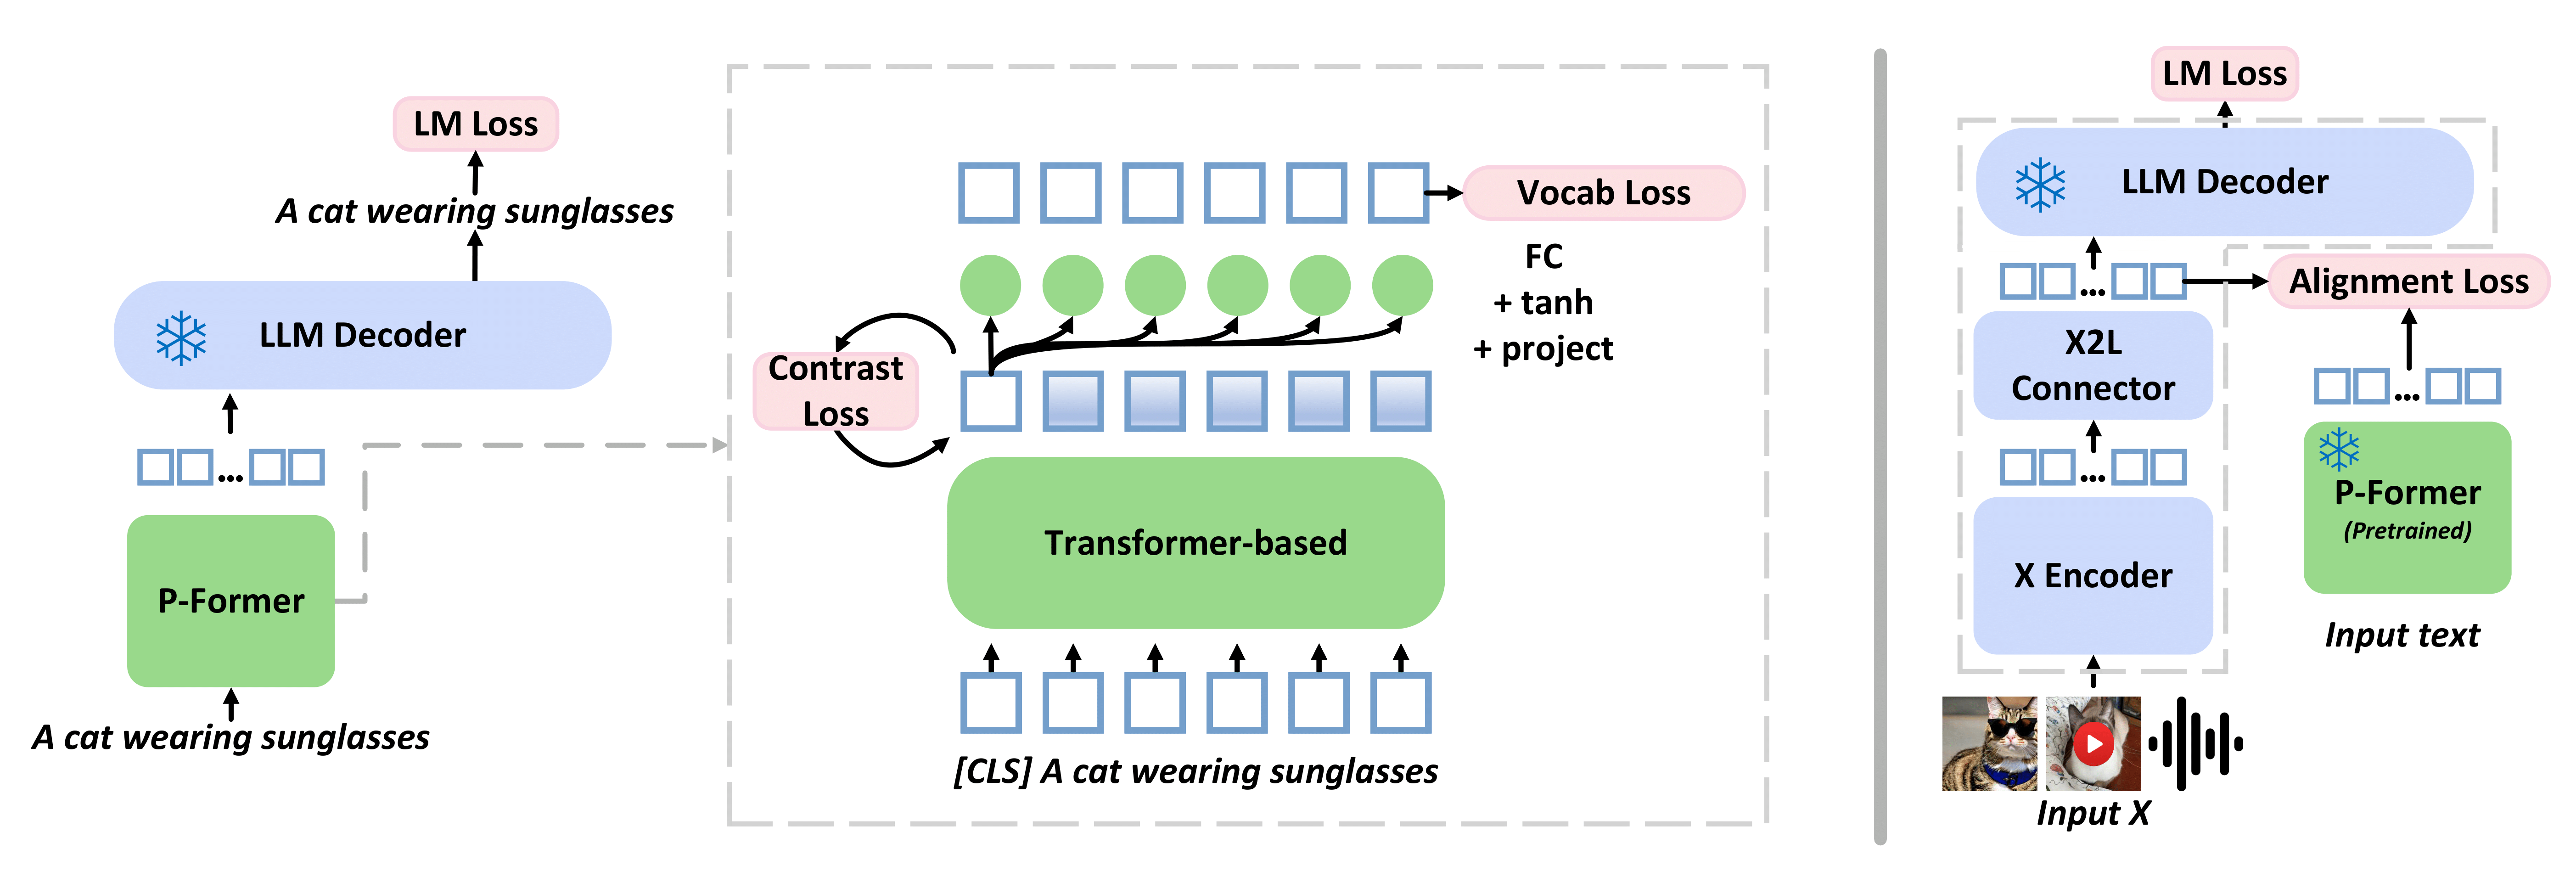 LM Loss
A cat wearing sunglasses
LLM Decoder
...
P-Former
A cat wearing sunglasses
Vocab Loss
FC
+ tanh
+ project
Contrast
Loss
Transformer-based
[CLS] A cat wearing sunglasses
LM Loss
LLM Decoder
...
Alignment Loss
X2L
Connector
...
...
P-Former
(Pretrained)
X Encoder
Input text
Input X